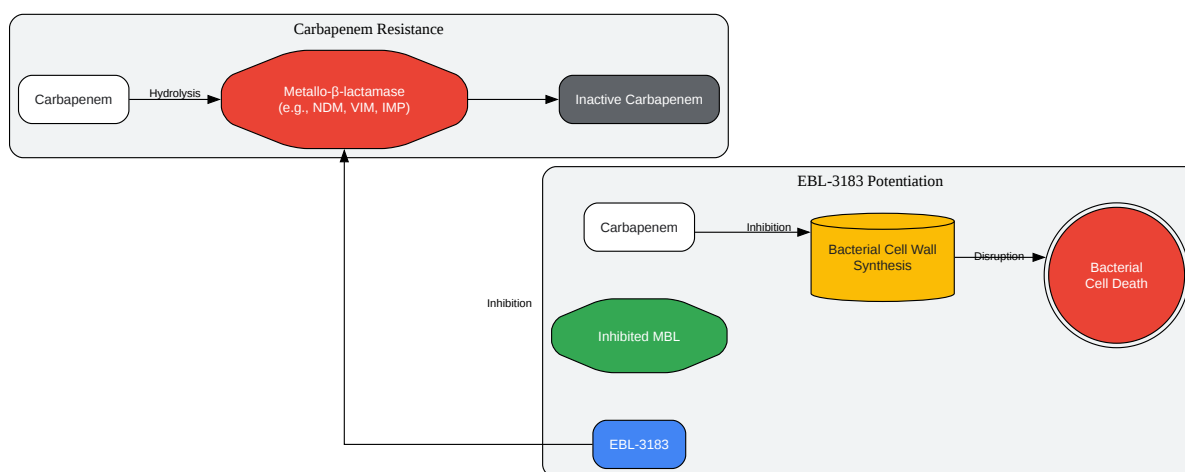 Carbapenem Resistance
Carbapenem
Hydrolysis
Metallo-β-lactamase
(e.g., NDM, VIM, IMP)
Inactive Carbapenem
EBL-3183 Potentiation
Carbapenem
Inhibition
Bacterial Cell Wall
Synthesis
Disruption
Bacterial
Cell Death
Inhibition
Inhibited MBL
EBL-3183